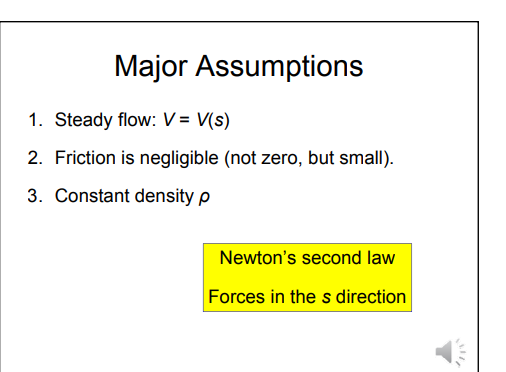 Major Assumptions
1. Steady flow: V = V(s)
2. Friction is negligible (not zero, but small).
3. Constant density ρ
Newton's second law
Forces in the s direction